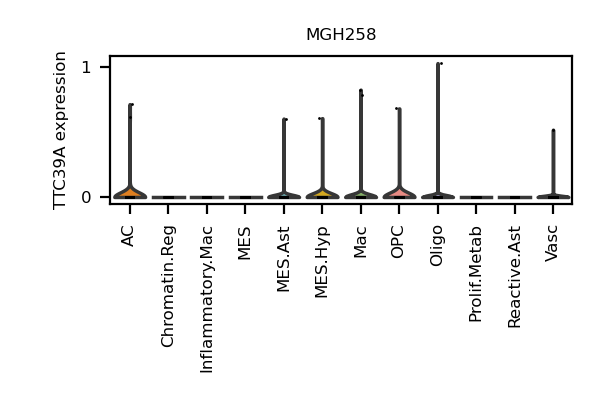 MGH258
TTC39A expression
1
0
AC
Chromatin.Reg
Inflammatory.Mac
MES
MES.Ast
MES.Hyp
Mac
OPC
Oligo
Prolif.Metab
Reactive.Ast
Vasc